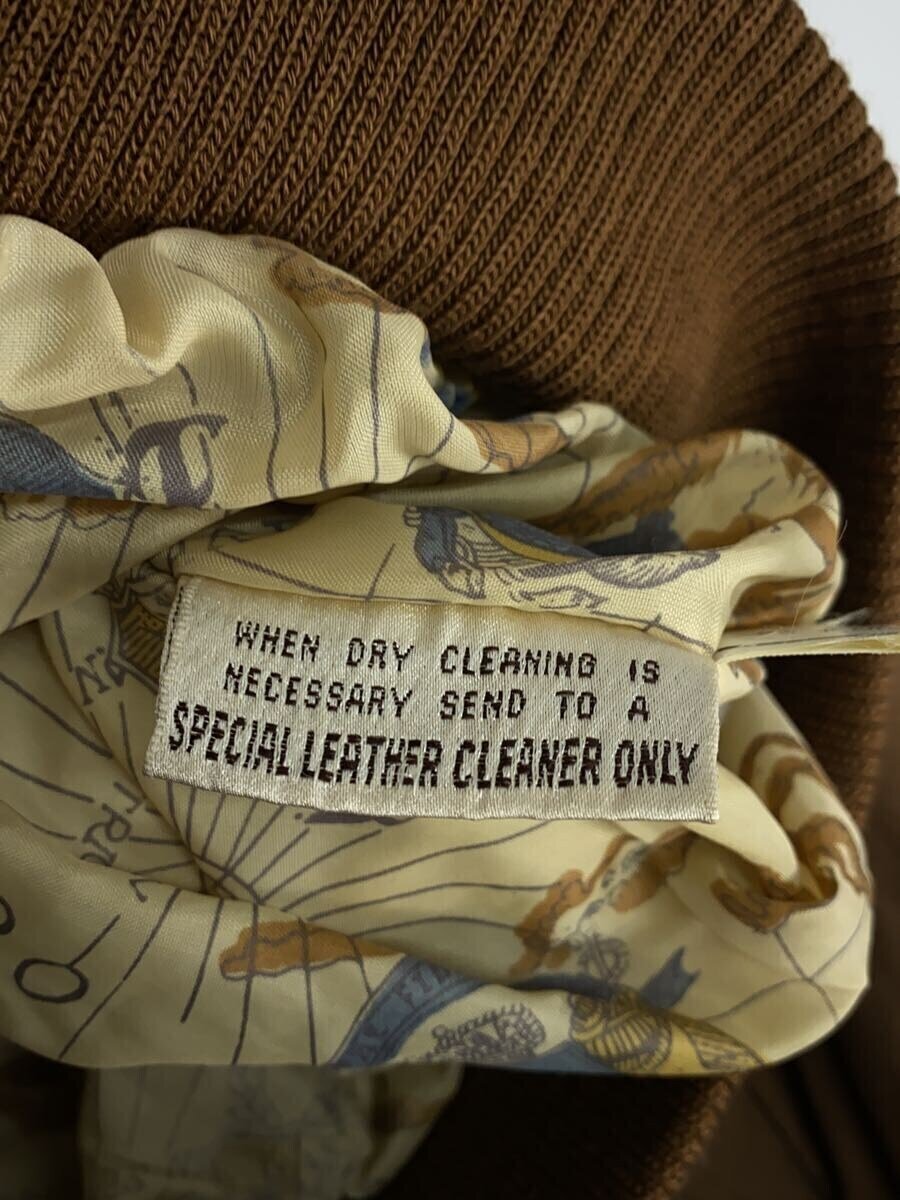 WHEN DRY CLEANING IS
NECESSARY SEND TO A
SPECIAL LEATHER CLEANER ONLY